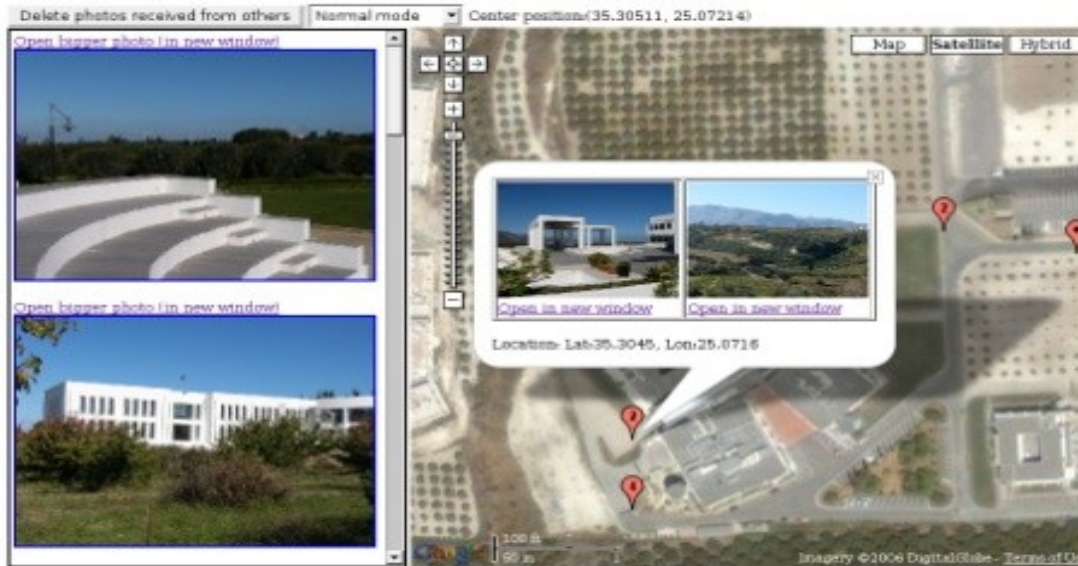 Delete photos received from others
Normal mode
Center position:(35.30511, 25.07214)
Open bigger photo (in new window)
Open bigger photo (in new window)
Map
Satellite
Hybrid
Open in new window
Open in new window
Location: Lat:35.3045, Lon:25.0716
2
100 ft
50 m
Imagery ©2006 DigitalGlobe - Terms of